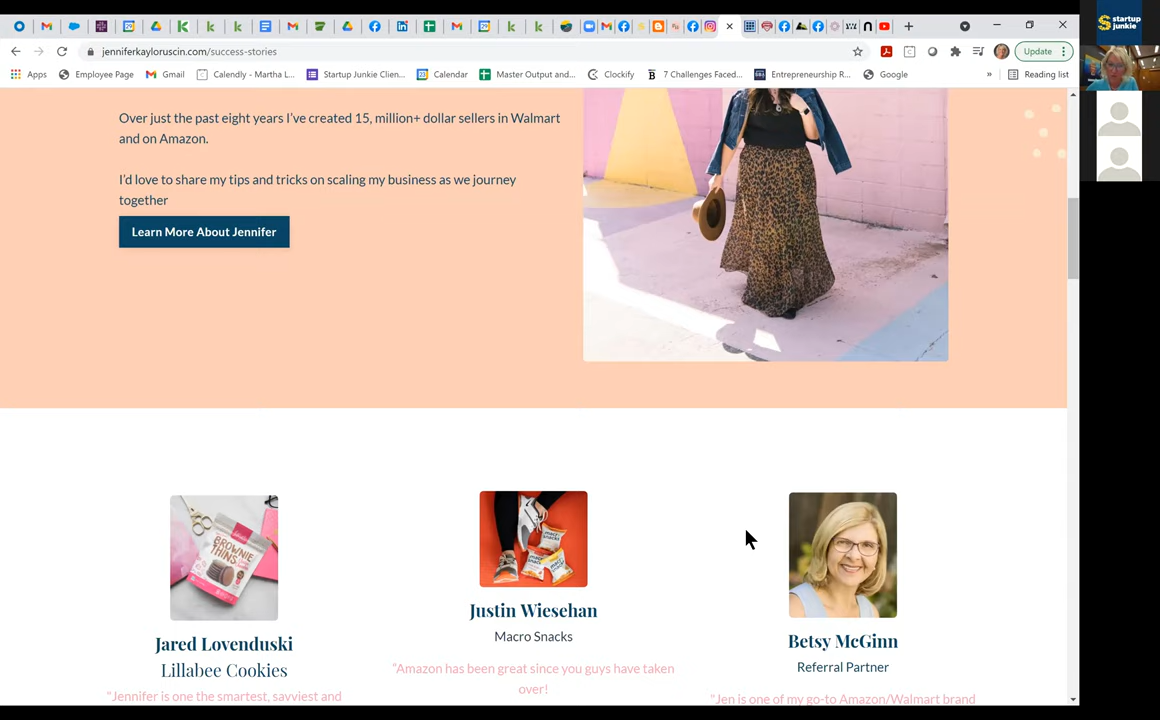 jenniferkayloruscin.com/success-stories
Update
Apps
Employee Page
Gmail
Calendly - Martha L...
Startup Junkie Clien...
Calendar
Master Output and...
Clockify
7 Challenges Faced...
Entrepreneurship R...
Google
»
Reading list
startup
junkie
Over just the past eight years I've created 15, million+ dollar sellers in Walmart
and on Amazon.
I'd love to share my tips and tricks on scaling my business as we journey
together
Learn More About Jennifer
BROWNIE
THINS
Jared Lovenduski
Lillabee Cookies
"Jennifer is one the smartest, savviest and
Justin Wiesehan
Macro Snacks
"Amazon has been great since you guys have taken
over!
Betsy McGinn
Referral Partner
"Jen is one of my go-to Amazon/Walmart brand